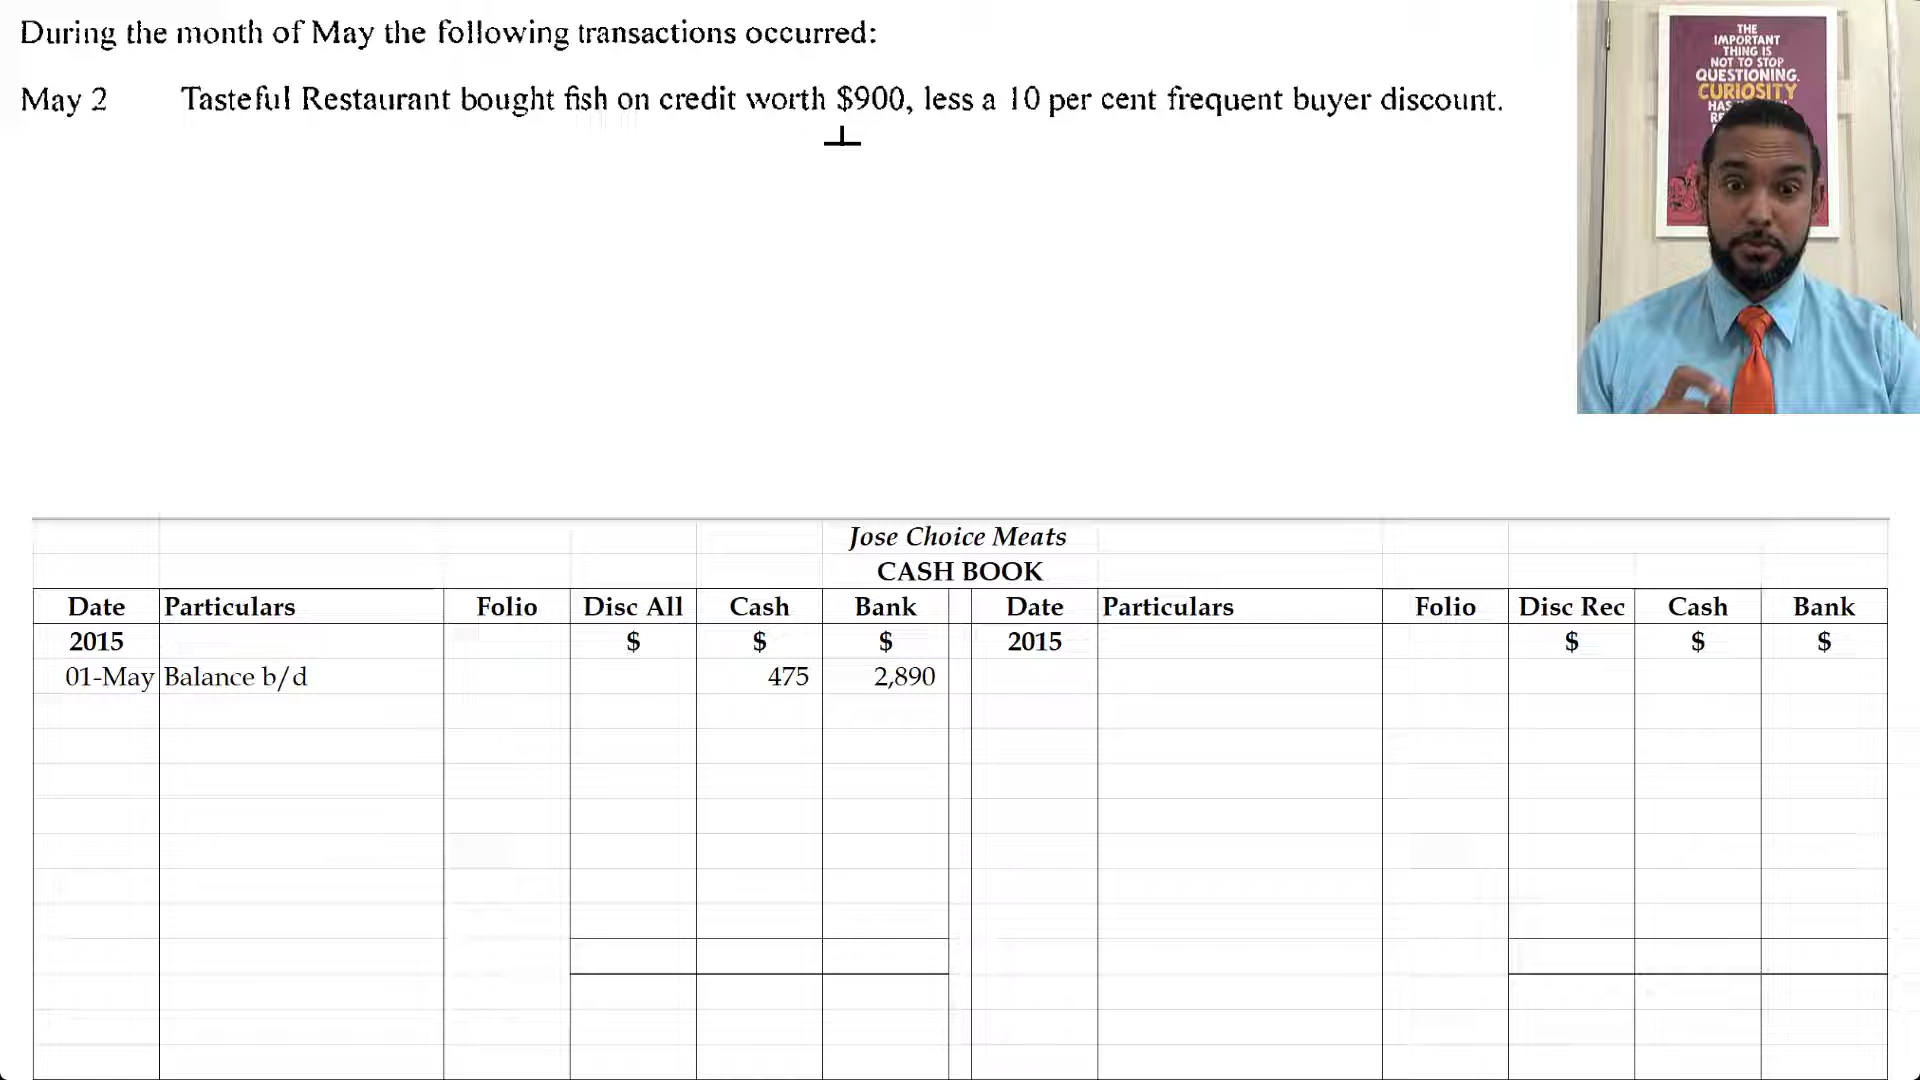 During the month of May the following transactions occurred:
May 2 Tasteful Restaurant bought fish on credit worth $900, less a 10 per cent frequent buyer discount.
THE
IMPORTANT
THING IS
NOT TO STOP
QUESTIONING.
CURIOSITY
HAS
Jose Choice Meats
CASH BOOK
Date Particulars Folio Disc All Cash Bank Date Particulars Folio Disc Rec Cash Bank
2015 $ $ $ 2015 $ $ $
01-May Balance b/d 475 2,890